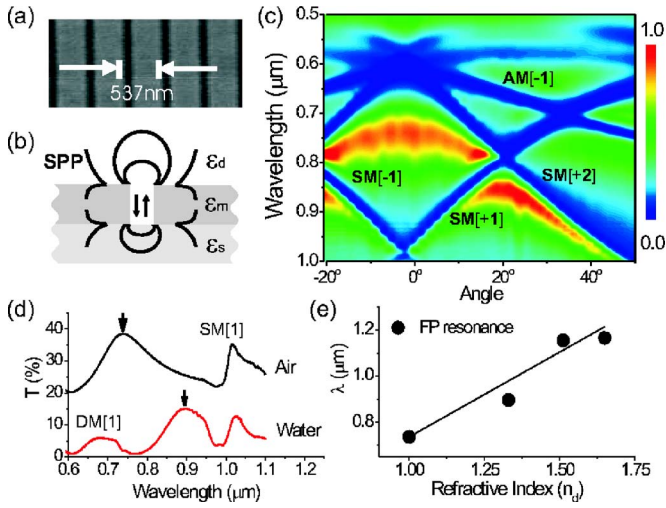 (a)
537nm
(b)
SPP
εd
εm
εs
(c)
Wavelength (μm)
0.5
0.6
0.7
0.8
0.9
1.0
AM[-1]
SM[-1]
SM[+2]
SM[+1]
-20° 0° 20° 40°
Angle
1.0
0.0
(d)
T (%)
40
30
20
10
0
SM[1]
Air
DM[1]
Water
0.6 0.7 0.8 0.9 1.0 1.1 1.2
Wavelength (μm)
(e)
λ (μm)
1.2
1.0
0.8
FP resonance
1.00 1.25 1.50 1.75
Refractive Index (nd)